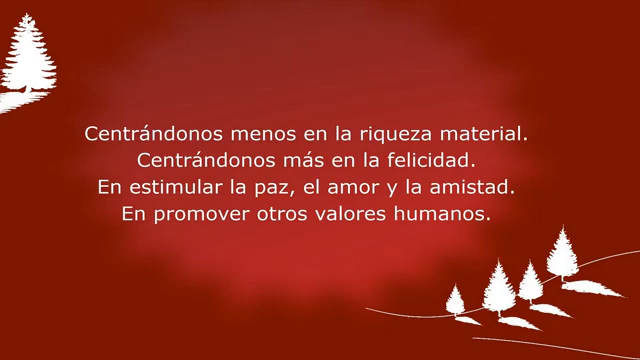 Centrándonos menos en la riqueza material.
Centrándonos más en la felicidad.
En estimular la paz, el amor y la amistad.
En promover otros valores humanos.